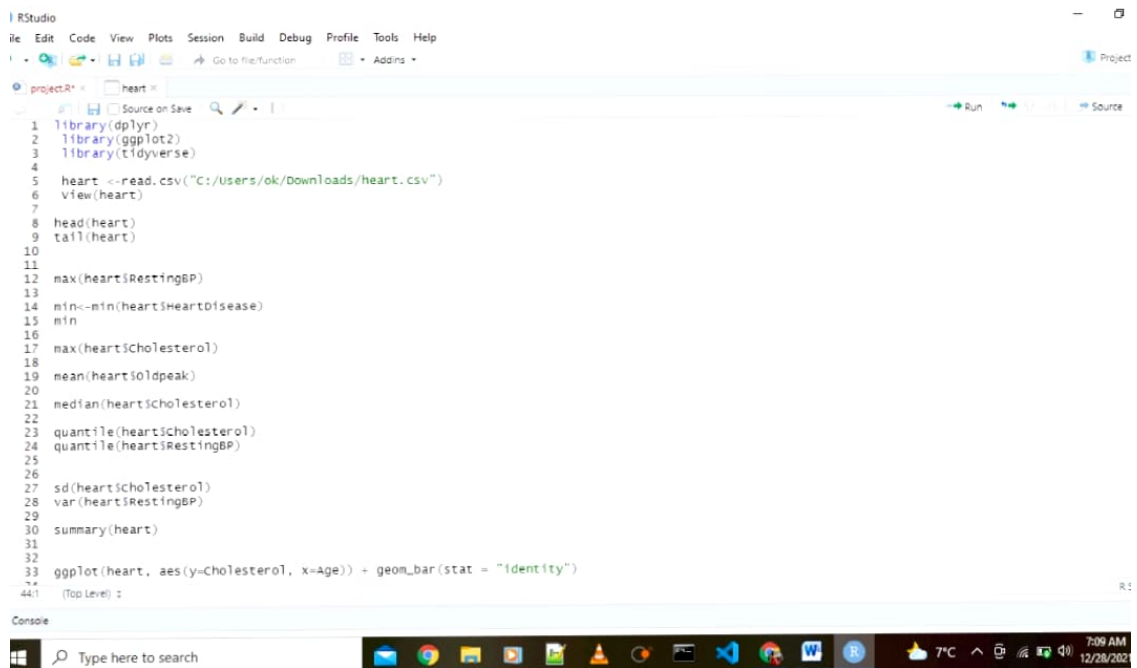 RStudio
ile Edit Code View Plots Session Build Debug Profile Tools Help
Go to file/function Addins Project
project.R* heart
Source on Save Run Source
1 library(dplyr)
2 library(ggplot2)
3 library(tidyverse)
4
5 heart <-read.csv("C:/Users/ok/Downloads/heart.csv")
6 view(heart)
7
8 head(heart)
9 tail(heart)
10
11
12 max(heart$RestingBP)
13
14 min<-min(heart$HeartDisease)
15 min
16
17 max(heart$Cholesterol)
18
19 mean(heart$Oldpeak)
20
21 median(heart$Cholesterol)
22
23 quantile(heart$Cholesterol)
24 quantile(heart$RestingBP)
25
26
27 sd(heart$Cholesterol)
28 var(heart$RestingBP)
29
30 summary(heart)
31
32
33 ggplot(heart, aes(y=Cholesterol, x=Age)) + geom_bar(stat = "identity")
44:1 (Top Level) R S
Console
Type here to search 7°C 7:09 AM
12/28/2021